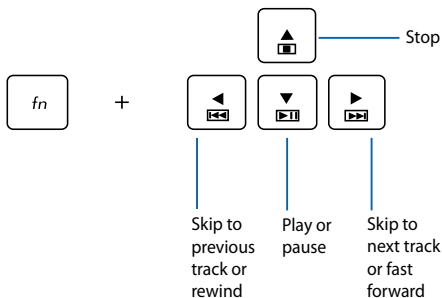 Stop
fn
+
Skip to
previous
track or
rewind
Play or
pause
Skip to
next track
or fast
forward